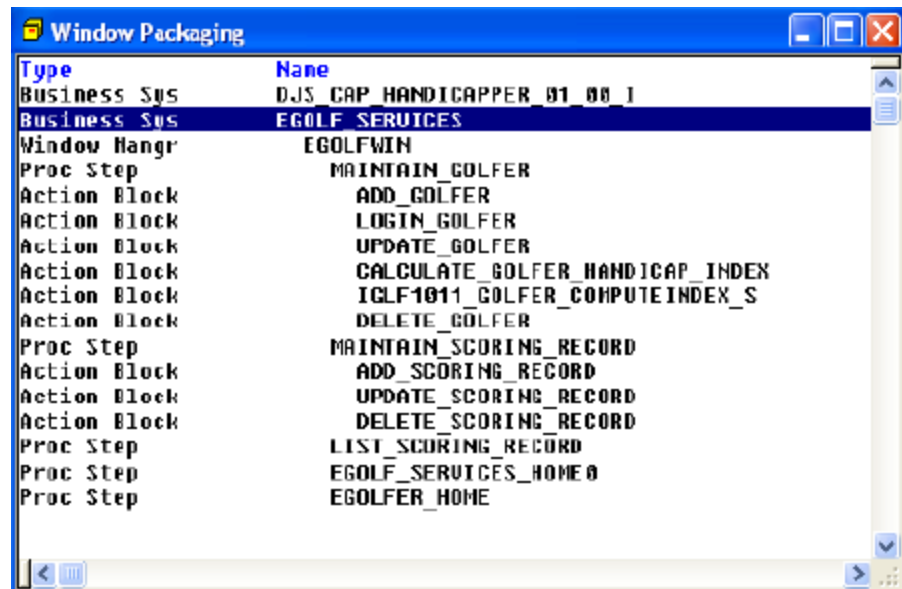 Window Packaging
Type Name
Business Sys DJS_CAP_HANDICAPPER_01_00_I
Business Sys EGOLF_SERVICES
Window Mangr EGOLFWIN
Proc Step MAINTAIN_GOLFER
Action Block ADD_GOLFER
Action Block LOGIN_GOLFER
Action Block UPDATE_GOLFER
Action Block CALCULATE_GOLFER_HANDICAP_INDEX
Action Block IGLF1011_GOLFER_COMPUTEINDEX_S
Action Block DELETE_GOLFER
Proc Step MAINTAIN_SCORING_RECORD
Action Block ADD_SCORING_RECORD
Action Block UPDATE_SCORING_RECORD
Action Block DELETE_SCORING_RECORD
Proc Step LIST_SCORING_RECORD
Proc Step EGOLF_SERVICES_HOME0
Proc Step EGOLFER_HOME